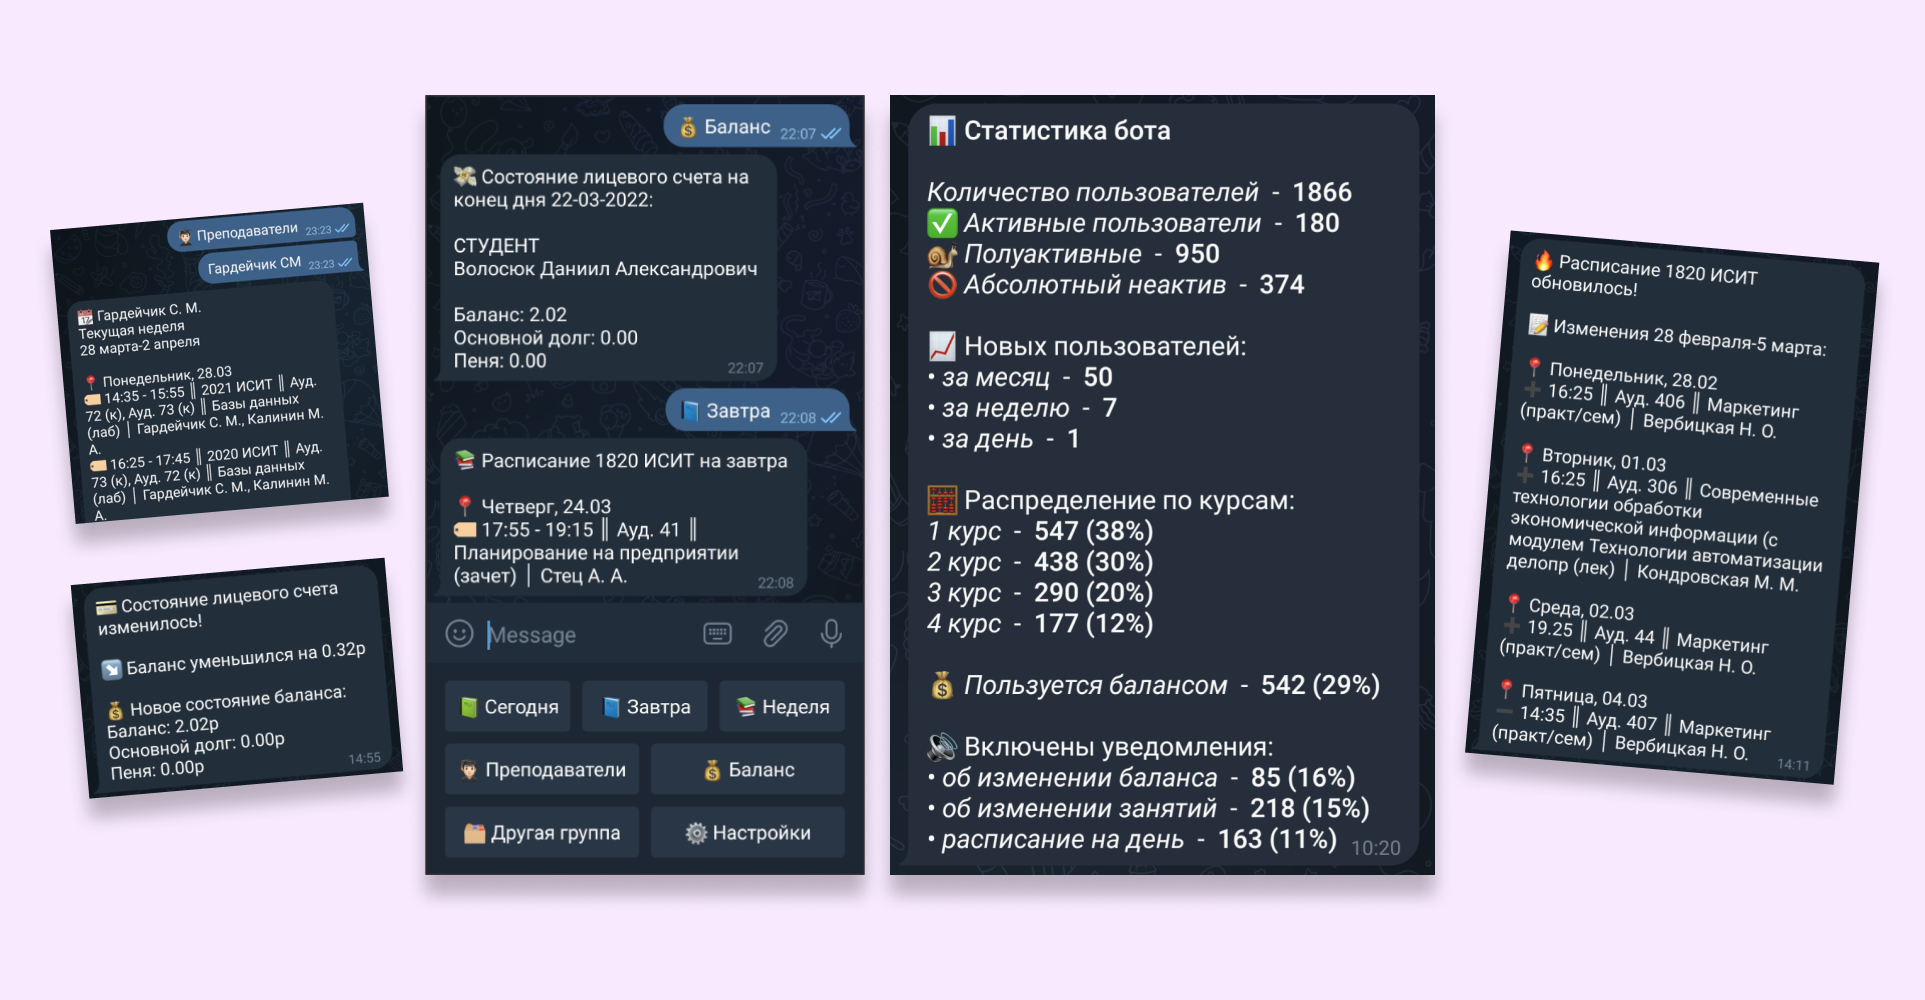 Преподаватели 23:23
Гардейчик СМ 23:23
Гардейчик С. М.
Текущая неделя
28 марта-2 апреля
Понедельник, 28.03
14:35 - 15:55 ║ 2021 ИСИТ ║ Ауд.
72 (к), Ауд. 73 (к) ║ Базы данных
(лаб) │ Гардейчик С. М., Калинин М.
А.
16:25 - 17:45 ║ 2020 ИСИТ ║ Ауд.
73 (к), Ауд. 72 (к) ║ Базы данных
(лаб) │ Гардейчик С. М., Калинин М.
А.
Состояние лицевого счета
изменилось!
Баланс уменьшился на 0.32р
Новое состояние баланса:
Баланс: 2.02р
Основной долг: 0.00р
Пеня: 0.00р
14:55
Баланс 22:07
Состояние лицевого счета на
конец дня 22-03-2022:
СТУДЕНТ
Волосюк Даниил Александрович
Баланс: 2.02
Основной долг: 0.00
Пеня: 0.00
22:07
Завтра 22:08
Расписание 1820 ИСИТ на завтра
Четверг, 24.03
17:55 - 19:15 ║ Ауд. 41 ║
Планирование на предприятии
(зачет) │ Стец А. А.
22:08
Message
Сегодня Завтра Неделя
Преподаватели Баланс
Другая группа Настройки
Статистика бота
Количество пользователей - 1866
Активные пользователи - 180
Полуактивные - 950
Абсолютный неактив - 374
Новых пользователей:
• за месяц - 50
• за неделю - 7
• за день - 1
Распределение по курсам:
1 курс - 547 (38%)
2 курс - 438 (30%)
3 курс - 290 (20%)
4 курс - 177 (12%)
Пользуется балансом - 542 (29%)
Включены уведомления:
• об изменении баланса - 85 (16%)
• об изменении занятий - 218 (15%)
• расписание на день - 163 (11%)
10:20
Расписание 1820 ИСИТ
обновилось!
Изменения 28 февраля-5 марта:
Понедельник, 28.02
16:25 ║ Ауд. 406 ║ Маркетинг
(практ/сем) │ Вербицкая Н. О.
Вторник, 01.03
16:25 ║ Ауд. 306 ║ Современные
технологии обработки
экономической информации (с
модулем Технологии автоматизации
делопр (лек) │ Кондровская М. М.
Среда, 02.03
19.25 ║ Ауд. 44 ║ Маркетинг
(практ/сем) │ Вербицкая Н. О.
Пятница, 04.03
14:35 ║ Ауд. 407 ║ Маркетинг
(практ/сем) │ Вербицкая Н. О.
14:11